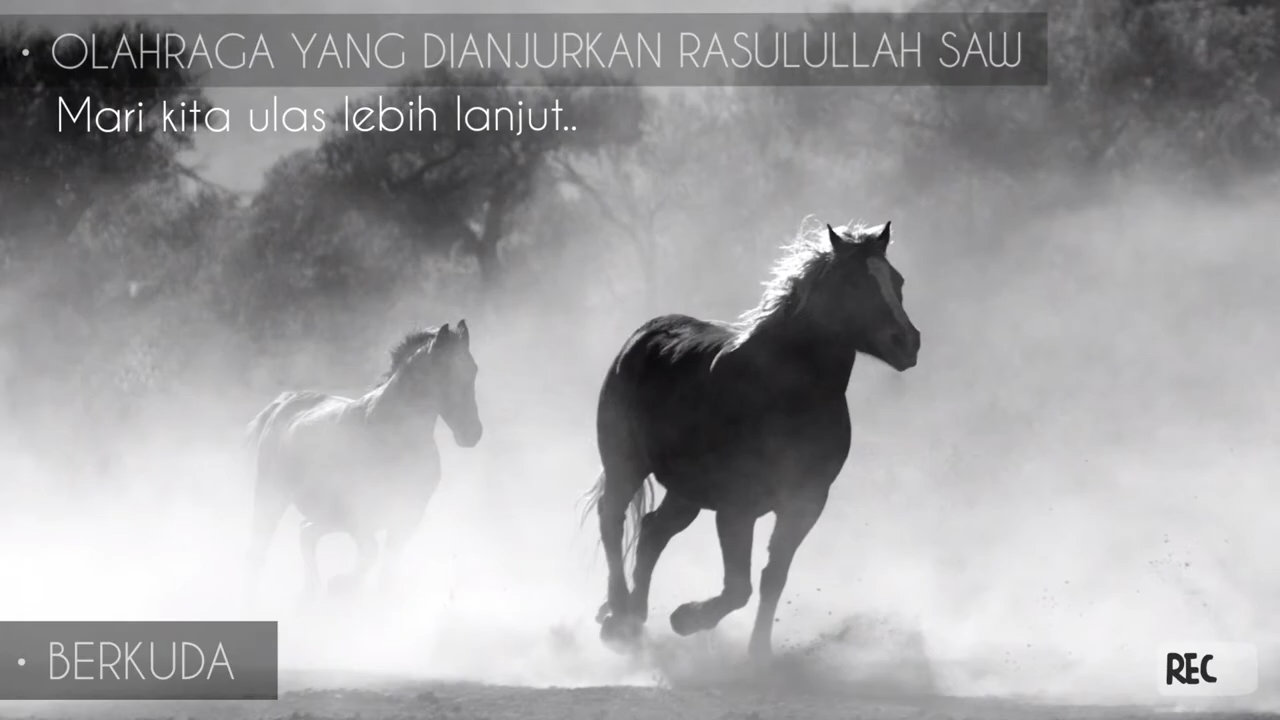 • OLAHRAGA YANG DIANJURKAN RASULULLAH SAW
Mari kita ulas lebih lanjut..
• BERKUDA
REC